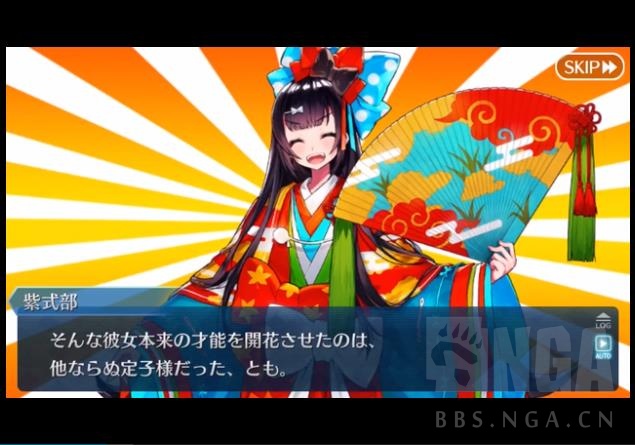 SKIP
紫式部
そんな彼女本来の才能を開花させたのは、
他ならぬ定子様だった、とも。
LOG
AUTO
NGA
BBS.NGA.CN